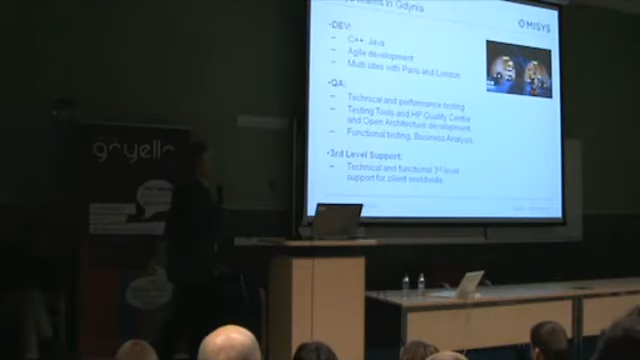 in Gdynia
MISYS
•DEV:
– C++, Java
– Agile development
– Multi sites with Paris and London
•QA:
– Technical and performance testing
– Testing Tools and HP Quality Centre
and Open Architecture development
– Functional testing, Business Analysis
•3rd Level Support:
– Technical and functional 3rd level
support for client worldwide.